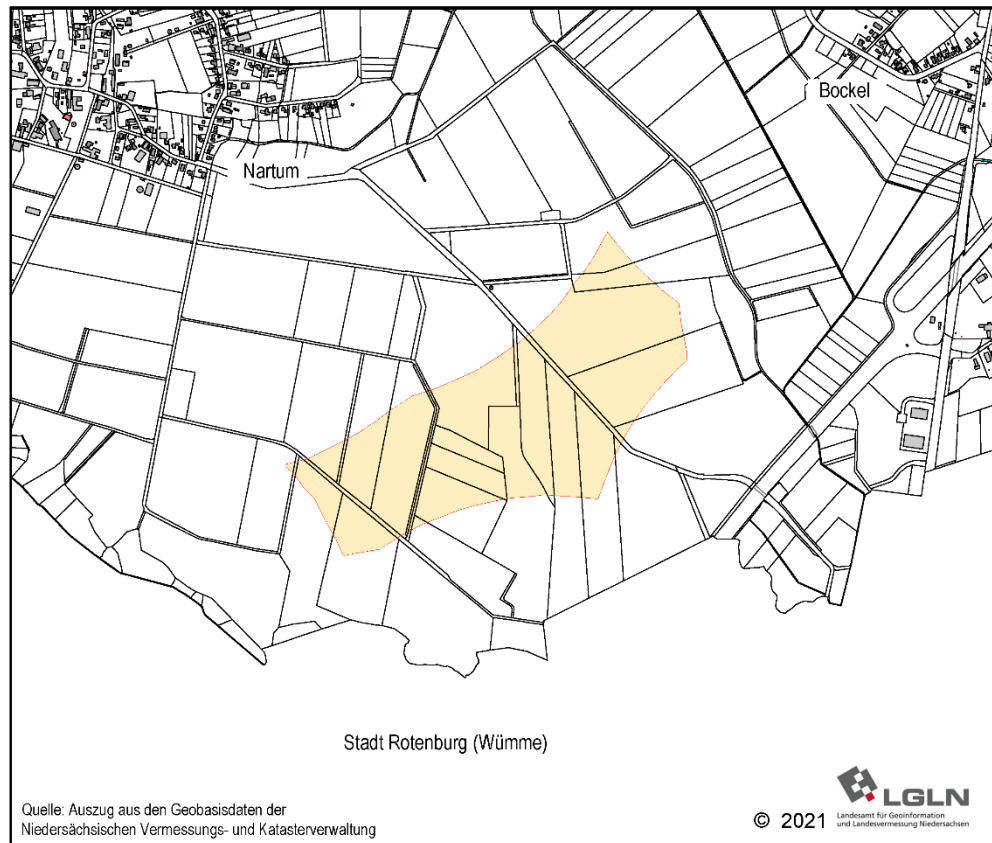 Bockel
Nartum
Stadt Rotenburg (Wümme)
Quelle: Auszug aus den Geobasisdaten der
Niedersächsischen Vermessungs- und Katasterverwaltung
© 2021
LGLN
Landesamt für Geoinformation
und Landesvermessung Niedersachsen